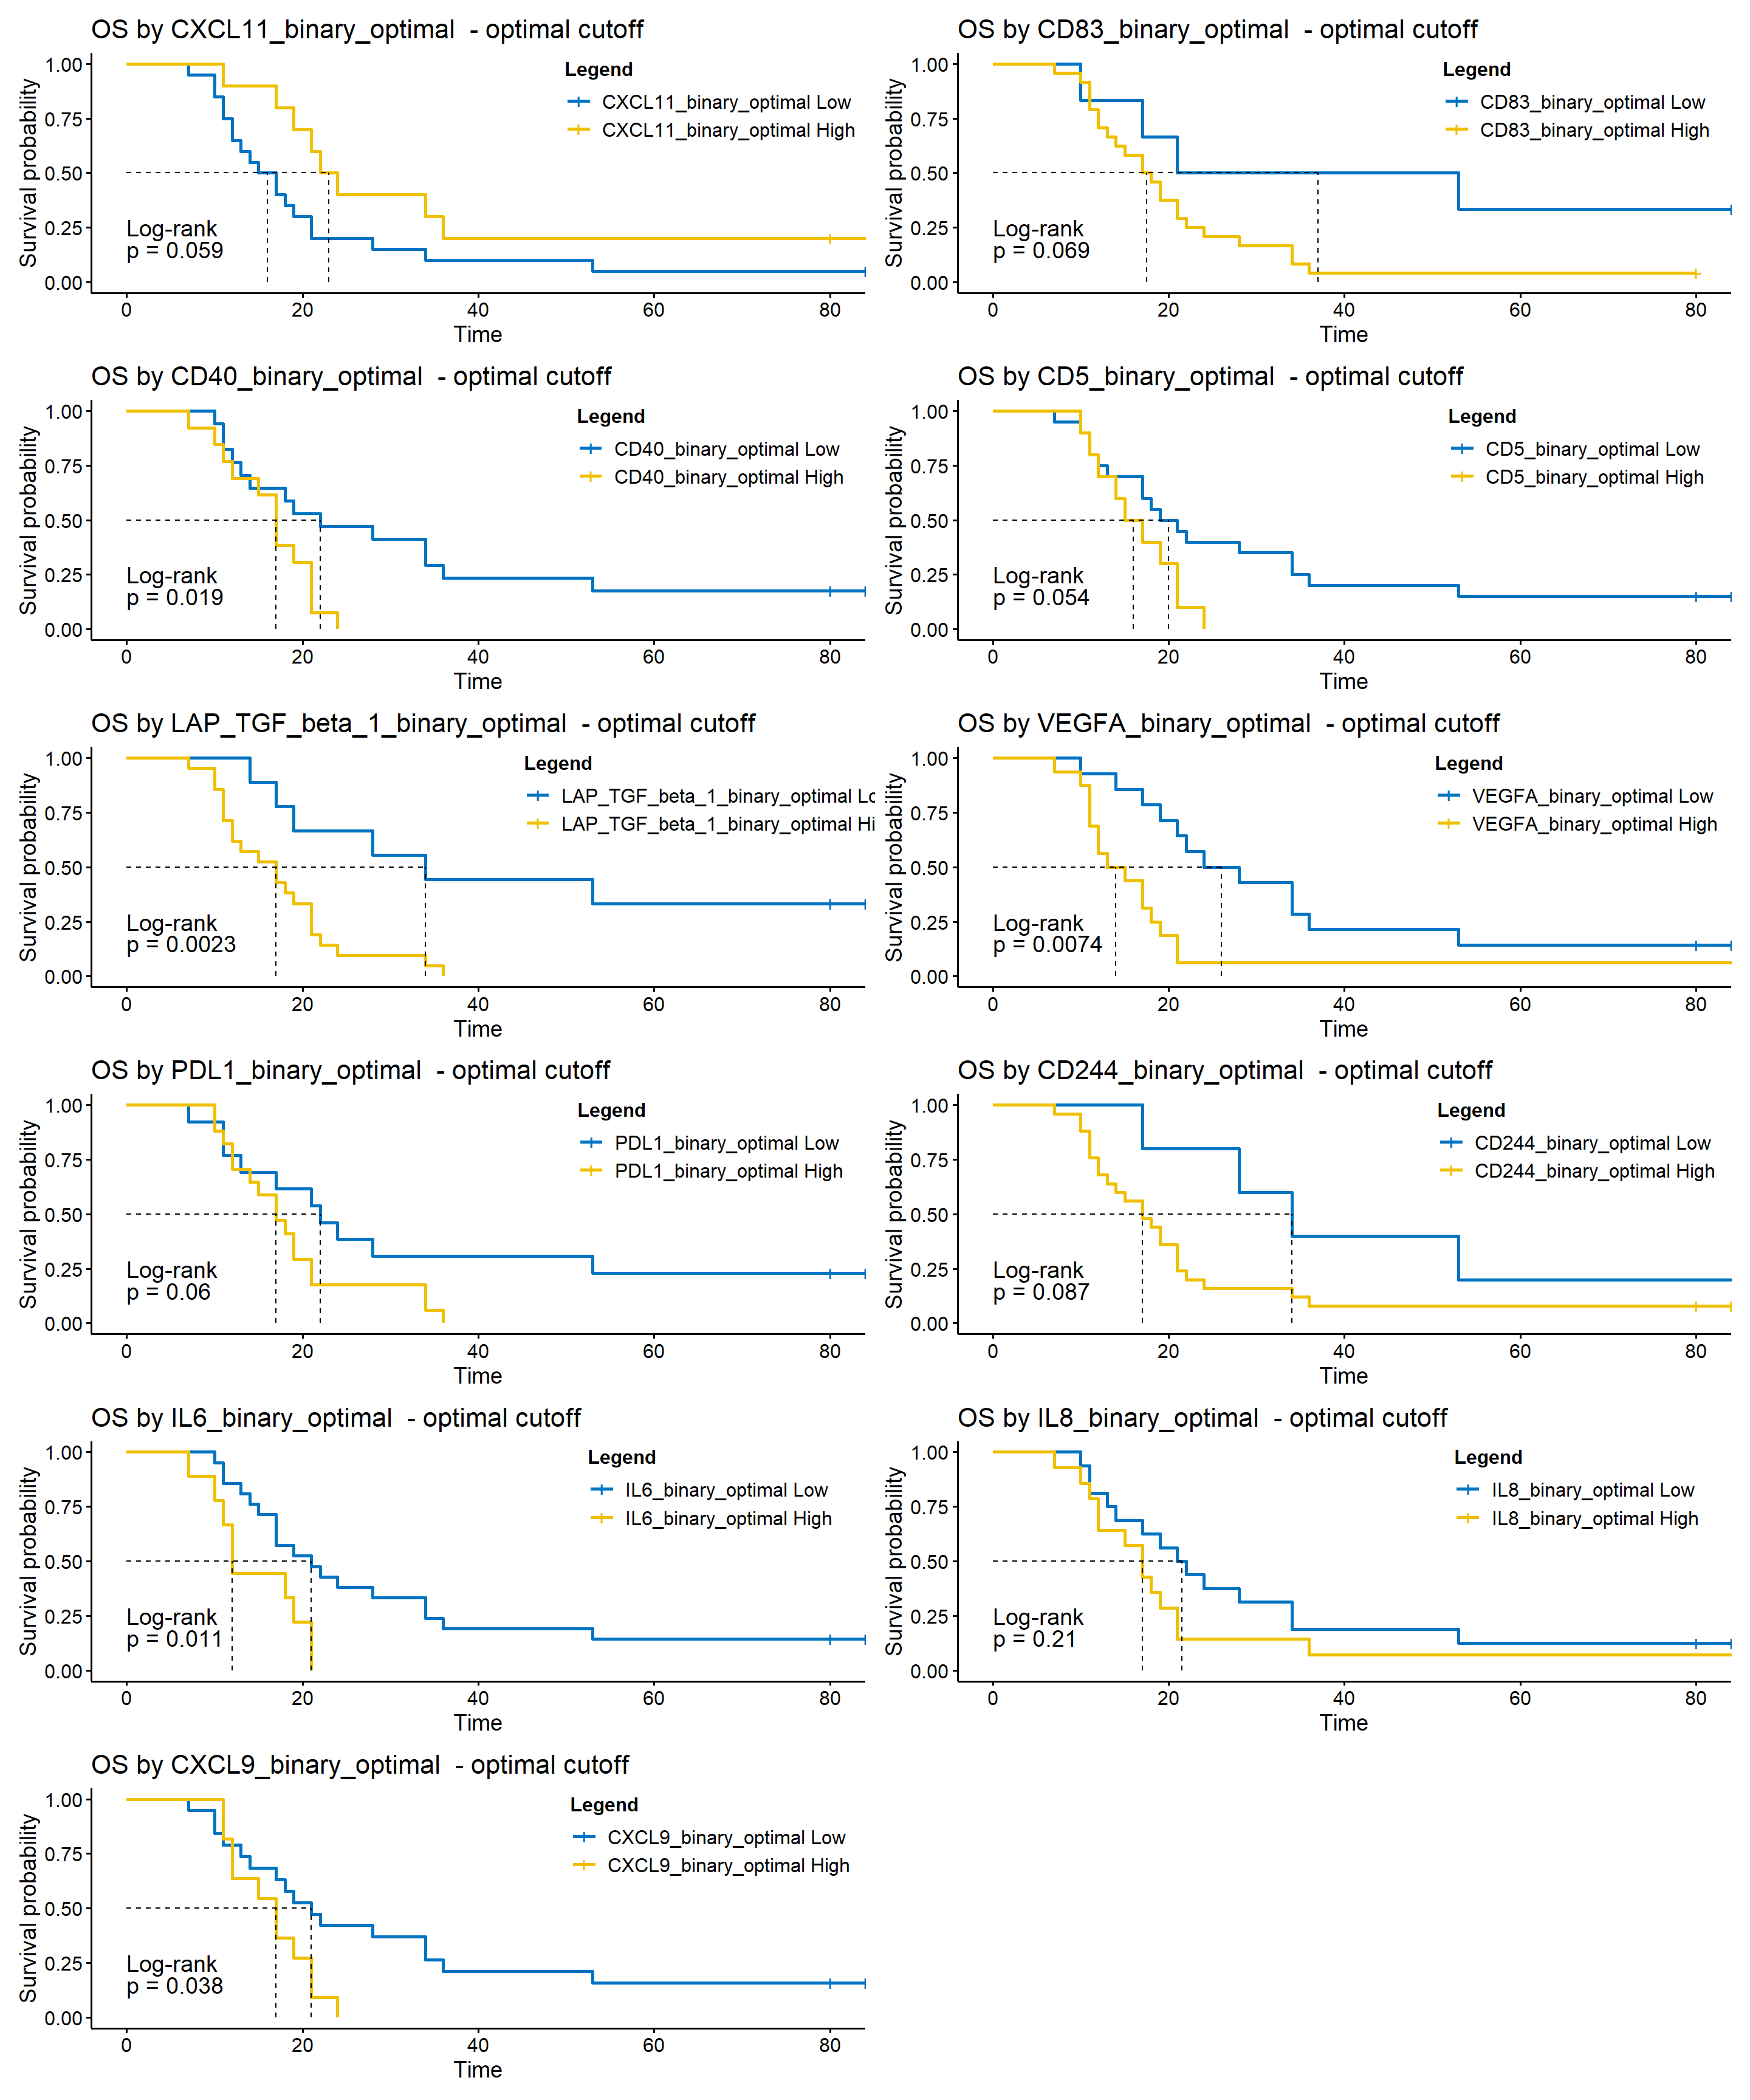 OS by CXCL11_binary_optimal - optimal cutoff
Survival probability
1.00
0.75
0.50
0.25
0.00
Legend
CXCL11_binary_optimal Low
CXCL11_binary_optimal High
Log-rank
p = 0.059
0 20 40 60 80
Time
OS by CD83_binary_optimal - optimal cutoff
Survival probability
1.00
0.75
0.50
0.25
0.00
Legend
CD83_binary_optimal Low
CD83_binary_optimal High
Log-rank
p = 0.069
0 20 40 60 80
Time
OS by CD40_binary_optimal - optimal cutoff
Survival probability
1.00
0.75
0.50
0.25
0.00
Legend
CD40_binary_optimal Low
CD40_binary_optimal High
Log-rank
p = 0.019
0 20 40 60 80
Time
OS by CD5_binary_optimal - optimal cutoff
Survival probability
1.00
0.75
0.50
0.25
0.00
Legend
CD5_binary_optimal Low
CD5_binary_optimal High
Log-rank
p = 0.054
0 20 40 60 80
Time
OS by LAP_TGF_beta_1_binary_optimal - optimal cutoff
Survival probability
1.00
0.75
0.50
0.25
0.00
Legend
LAP_TGF_beta_1_binary_optimal Lo
LAP_TGF_beta_1_binary_optimal Hi
Log-rank
p = 0.0023
0 20 40 60 80
Time
OS by VEGFA_binary_optimal - optimal cutoff
Survival probability
1.00
0.75
0.50
0.25
0.00
Legend
VEGFA_binary_optimal Low
VEGFA_binary_optimal High
Log-rank
p = 0.0074
0 20 40 60 80
Time
OS by PDL1_binary_optimal - optimal cutoff
Survival probability
1.00
0.75
0.50
0.25
0.00
Legend
PDL1_binary_optimal Low
PDL1_binary_optimal High
Log-rank
p = 0.06
0 20 40 60 80
Time
OS by CD244_binary_optimal - optimal cutoff
Survival probability
1.00
0.75
0.50
0.25
0.00
Legend
CD244_binary_optimal Low
CD244_binary_optimal High
Log-rank
p = 0.087
0 20 40 60 80
Time
OS by IL6_binary_optimal - optimal cutoff
Survival probability
1.00
0.75
0.50
0.25
0.00
Legend
IL6_binary_optimal Low
IL6_binary_optimal High
Log-rank
p = 0.011
0 20 40 60 80
Time
OS by IL8_binary_optimal - optimal cutoff
Survival probability
1.00
0.75
0.50
0.25
0.00
Legend
IL8_binary_optimal Low
IL8_binary_optimal High
Log-rank
p = 0.21
0 20 40 60 80
Time
OS by CXCL9_binary_optimal - optimal cutoff
Survival probability
1.00
0.75
0.50
0.25
0.00
Legend
CXCL9_binary_optimal Low
CXCL9_binary_optimal High
Log-rank
p = 0.038
0 20 40 60 80
Time